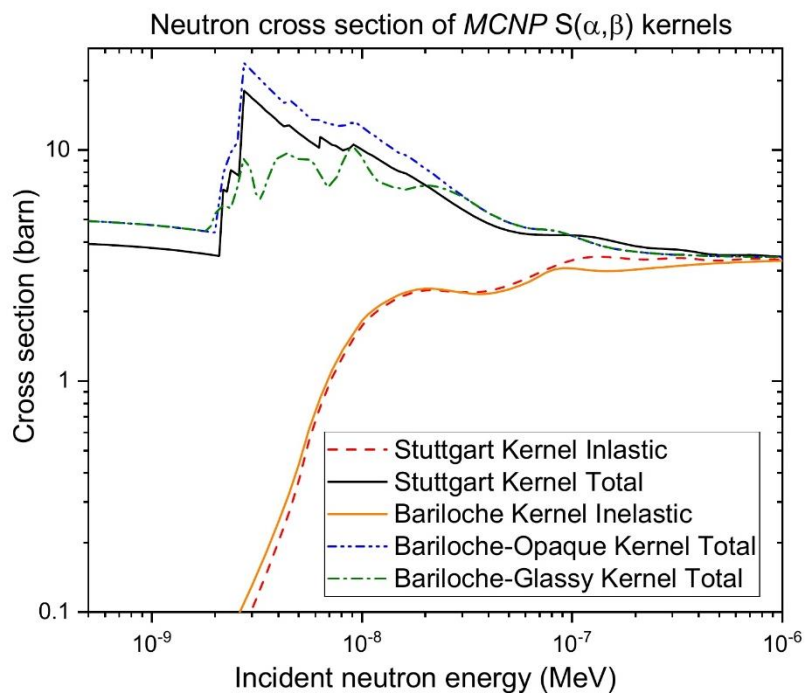 Neutron cross section of MCNP S(α,β) kernels
Cross section (barn)
10
1
0.1
Stuttgart Kernel Inlastic
Stuttgart Kernel Total
Bariloche Kernel Inelastic
Bariloche-Opaque Kernel Total
Bariloche-Glassy Kernel Total
10⁻⁹ 10⁻⁸ 10⁻⁷ 10⁻⁶
Incident neutron energy (MeV)